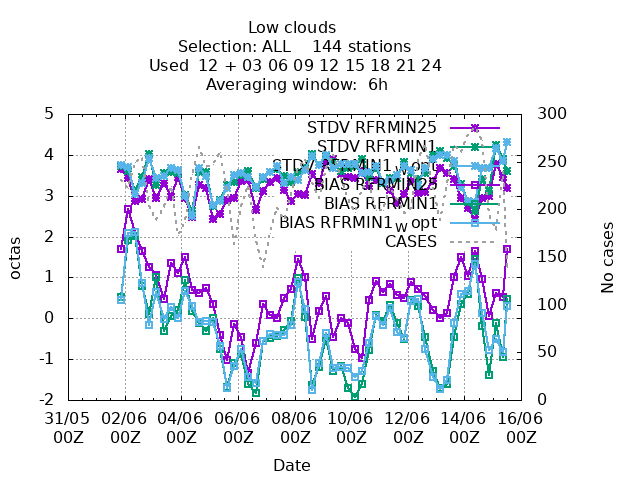 Low clouds
Selection: ALL 144 stations
Used 12 + 03 06 09 12 15 18 21 24
Averaging window: 6h
5
4
3
2
1
0
-1
-2
octas
300
250
200
150
100
50
0
No cases
STDV RFRMIN25
STDV RFRMIN1
STDV RFRMIN1_w opt
BIAS RFRMIN25
BIAS RFRMIN1
BIAS RFRMIN1_w opt
CASES
31/05 02/06 04/06 06/06 08/06 10/06 12/06 14/06 16/06
00Z 00Z 00Z 00Z 00Z 00Z 00Z 00Z 00Z
Date